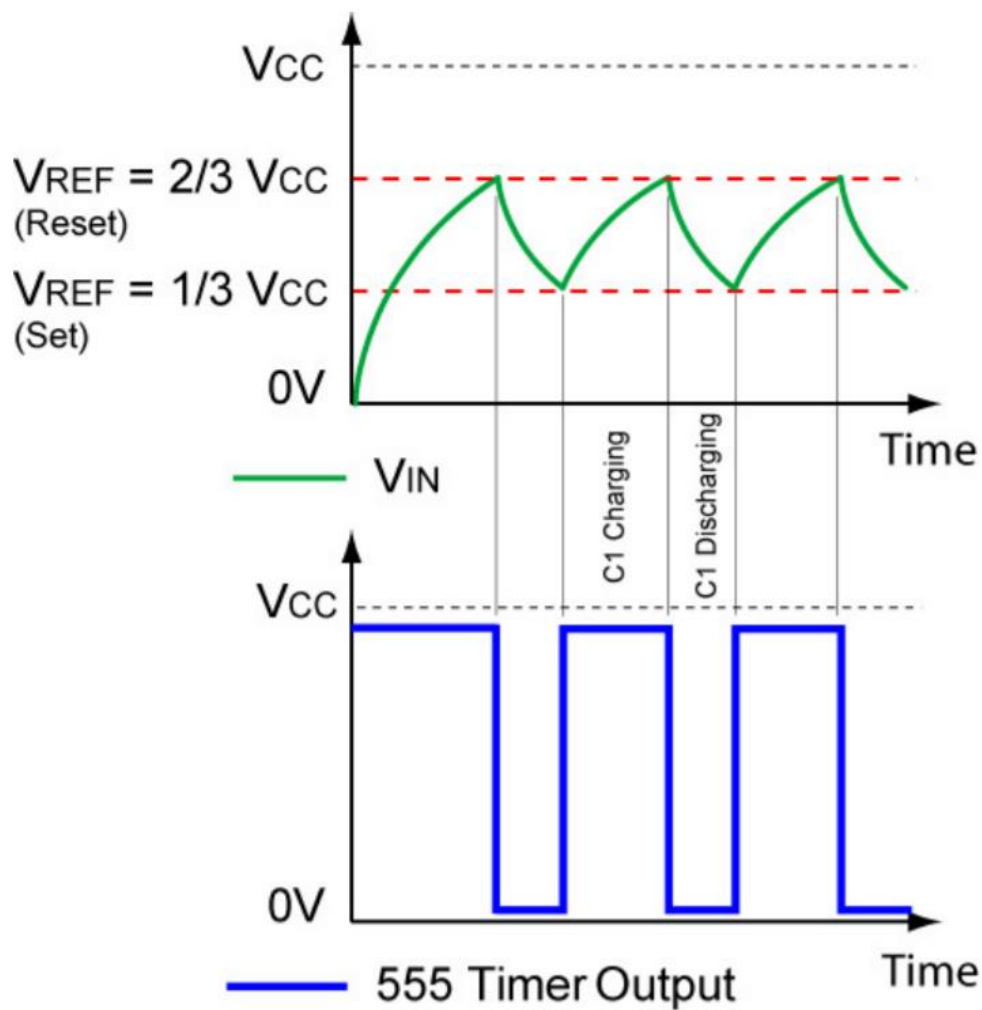 VCC
VREF = 2/3 VCC
(Reset)
VREF = 1/3 VCC
(Set)
0V
Time
VIN
C1 Charging
C1 Discharging
VCC
0V
Time
555 Timer Output